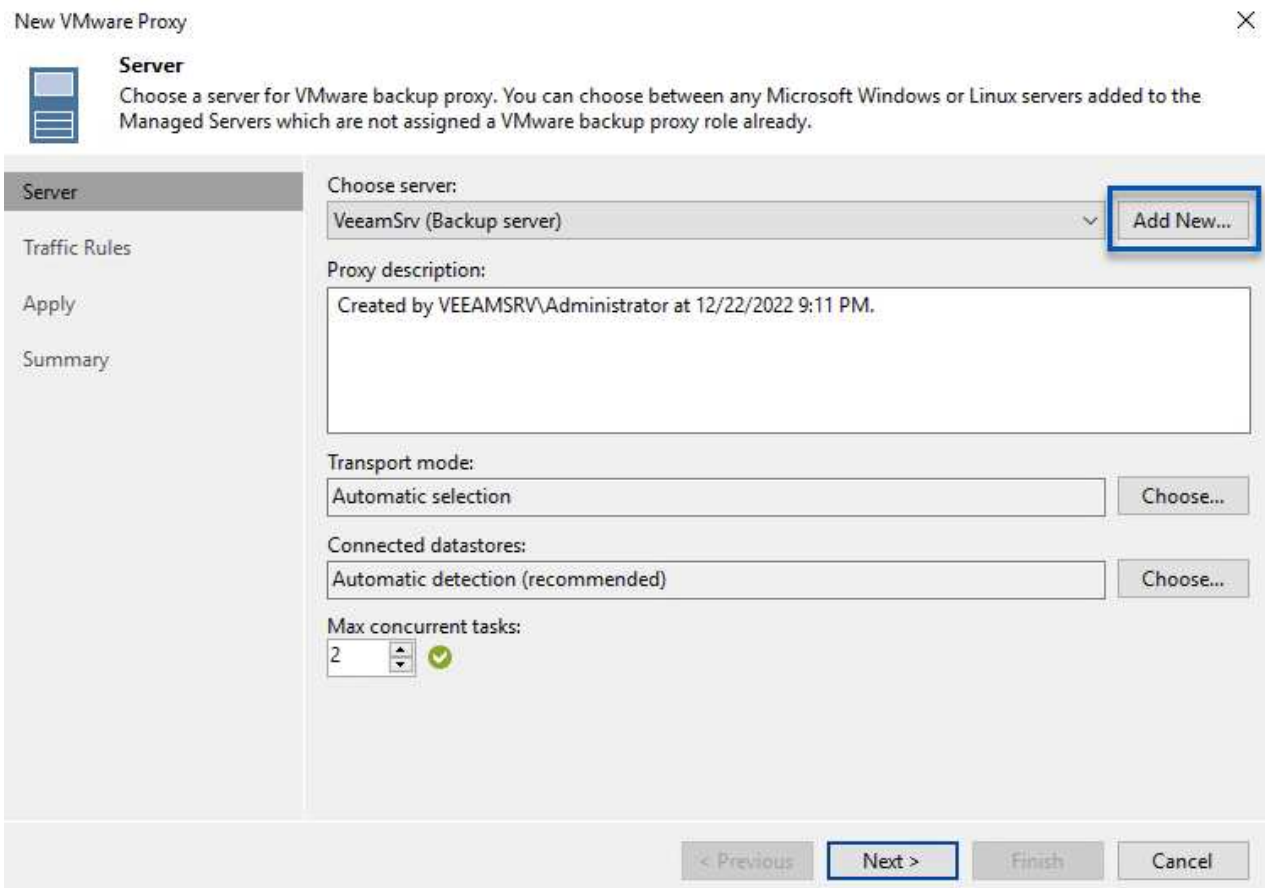 New VMware Proxy
Server
Choose a server for VMware backup proxy. You can choose between any Microsoft Windows or Linux servers added to the
Managed Servers which are not assigned a VMware backup proxy role already.
Server
Traffic Rules
Apply
Summary
Choose server:
VeeamSrv (Backup server)
Add New...
Proxy description:
Created by VEEAMSRV\Administrator at 12/22/2022 9:11 PM.
Transport mode:
Automatic selection
Choose...
Connected datastores:
Automatic detection (recommended)
Choose...
Max concurrent tasks:
2
< Previous
Next >
Finish
Cancel